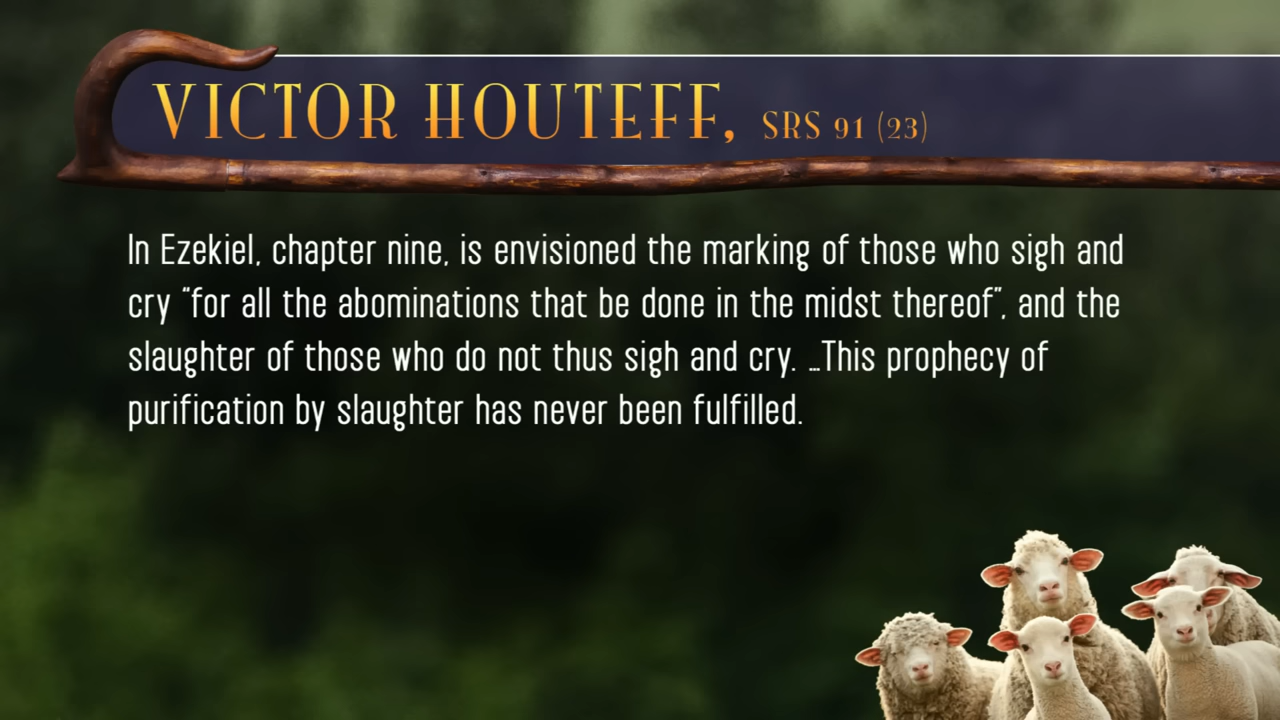 VICTOR HOUTEFF, SRS 91 (23)
In Ezekiel, chapter nine, is envisioned the marking of those who sigh and
cry “for all the abominations that be done in the midst thereof”, and the
slaughter of those who do not thus sigh and cry. …This prophecy of
purification by slaughter has never been fulfilled.